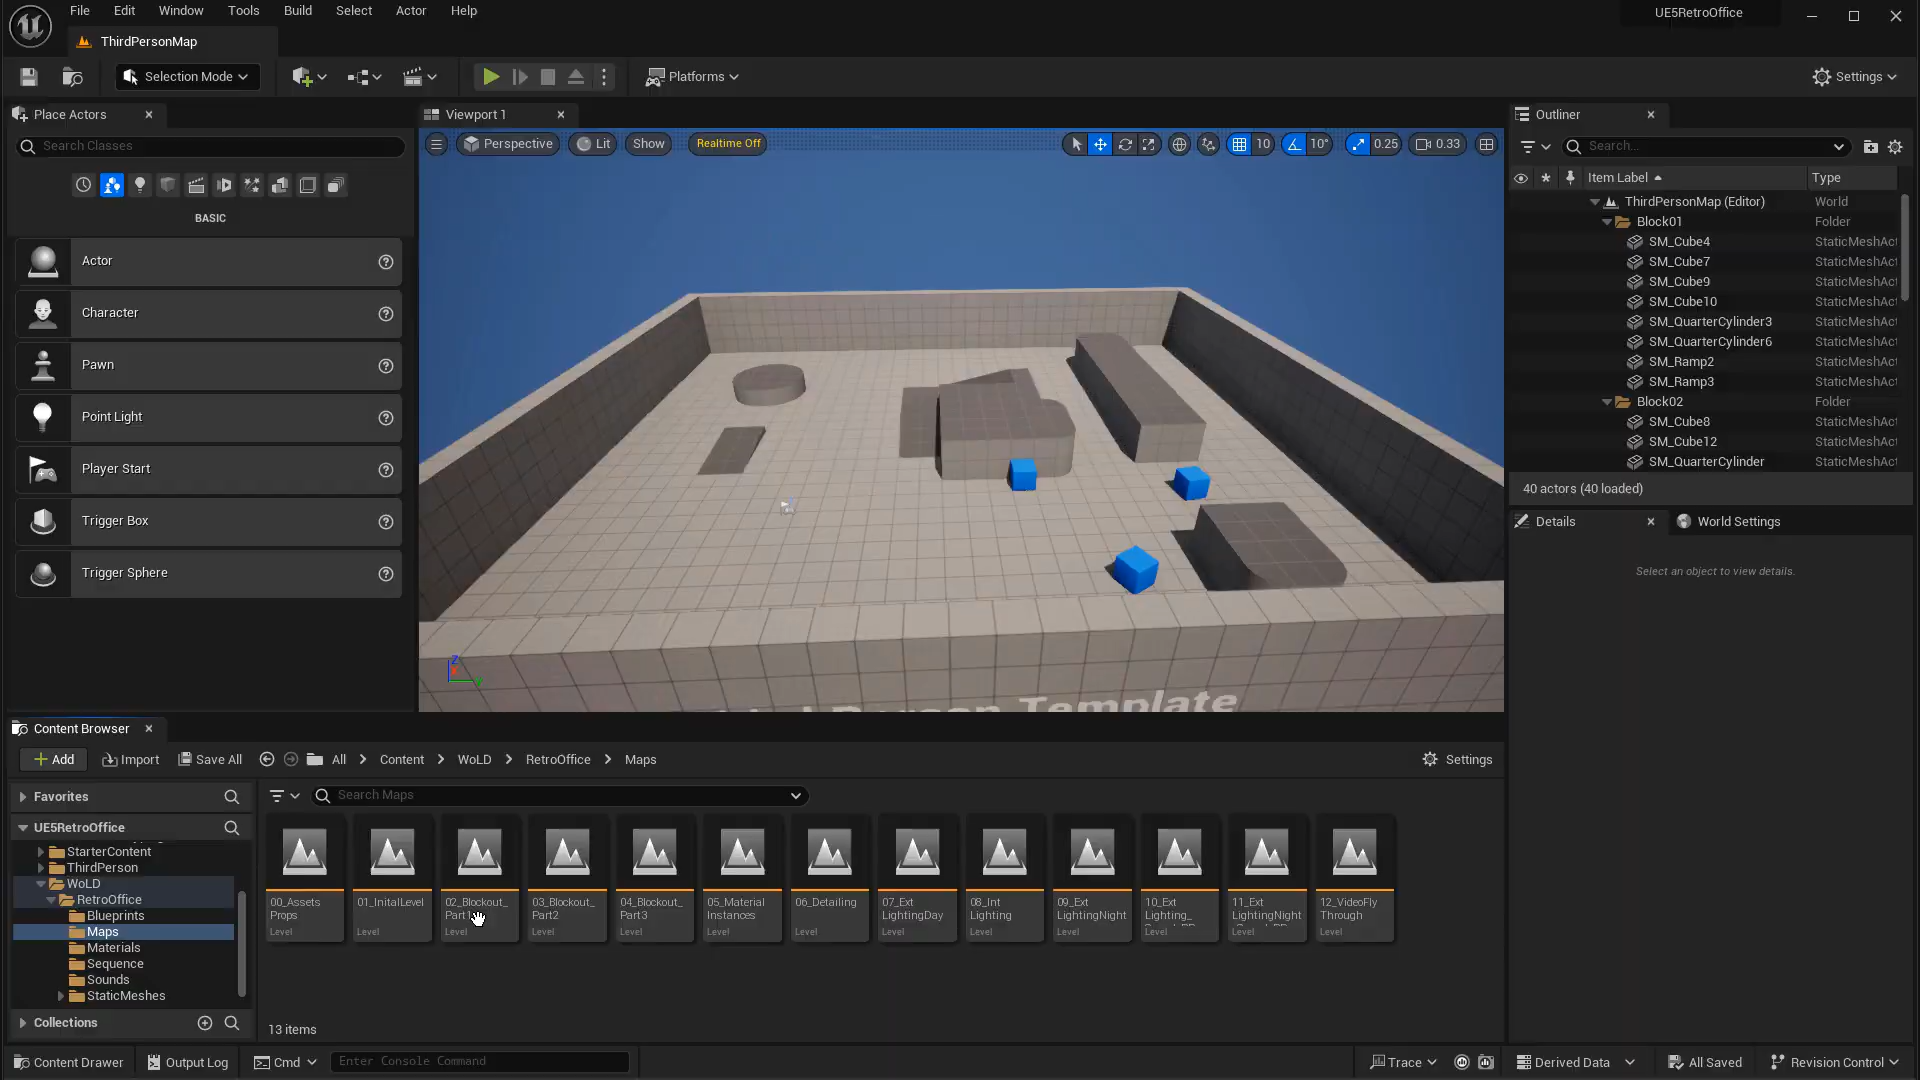 File Edit Window Tools Build Select Actor Help
UE5RetroOffice
ThirdPersonMap
Selection Mode
Platforms
Settings
Place Actors
Search Classes
BASIC
Actor
Character
Pawn
Point Light
Player Start
Trigger Box
Trigger Sphere
Viewport 1
Perspective Lit Show Realtime Off
10 10° 0.25 0.33
Z
Template
Outliner
Search...
Item Label Type
ThirdPersonMap (Editor) World
Block01 Folder
SM_Cube4 StaticMeshAct
SM_Cube7 StaticMeshAct
SM_Cube9 StaticMeshAct
SM_Cube10 StaticMeshAct
SM_QuarterCylinder3 StaticMeshAct
SM_QuarterCylinder6 StaticMeshAct
SM_Ramp2 StaticMeshAct
SM_Ramp3 StaticMeshAct
Block02 Folder
SM_Cube8 StaticMeshAct
SM_Cube12 StaticMeshAct
SM_QuarterCylinder StaticMeshAct
40 actors (40 loaded)
Details World Settings
Select an object to view details.
Content Browser
Add Import Save All All Content WoLD RetroOffice Maps Settings
Favorites
UE5RetroOffice
StarterContent
ThirdPerson
WoLD
RetroOffice
Blueprints
Maps
Materials
Sequence
Sounds
StaticMeshes
Collections
Search Maps
00_Assets
Props
Level
01_InitalLevel
Level
02_Blockout_
Part1
Level
03_Blockout_
Part2
Level
04_Blockout_
Part3
Level
05_Material
Instances
Level
06_Detailing
Level
07_Ext
LightingDay
Level
08_Int
Lighting
Level
09_Ext
LightingNight
Level
10_Ext
Lighting_
Level
11_Ext
LightingNight
Level
12_VideoFly
Through
Level
13 items
Content Drawer Output Log Cmd Enter Console Command
Trace Derived Data All Saved Revision Control